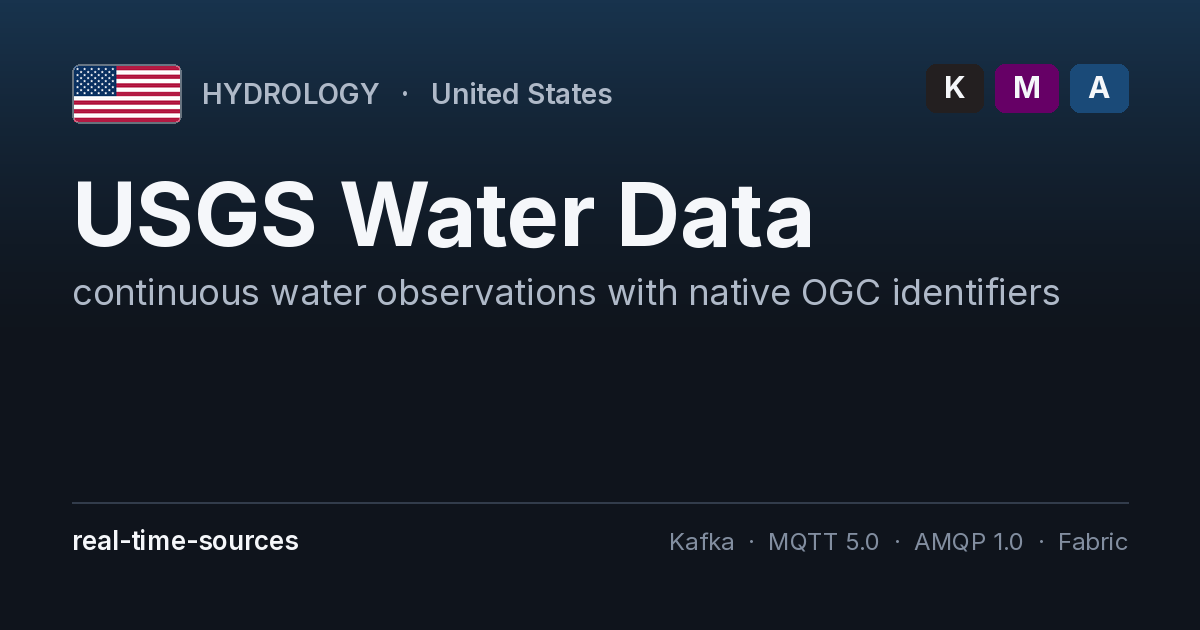 HYDROLOGY · United States
K M A
USGS Water Data
continuous water observations with native OGC identifiers
real-time-sources
Kafka · MQTT 5.0 · AMQP 1.0 · Fabric